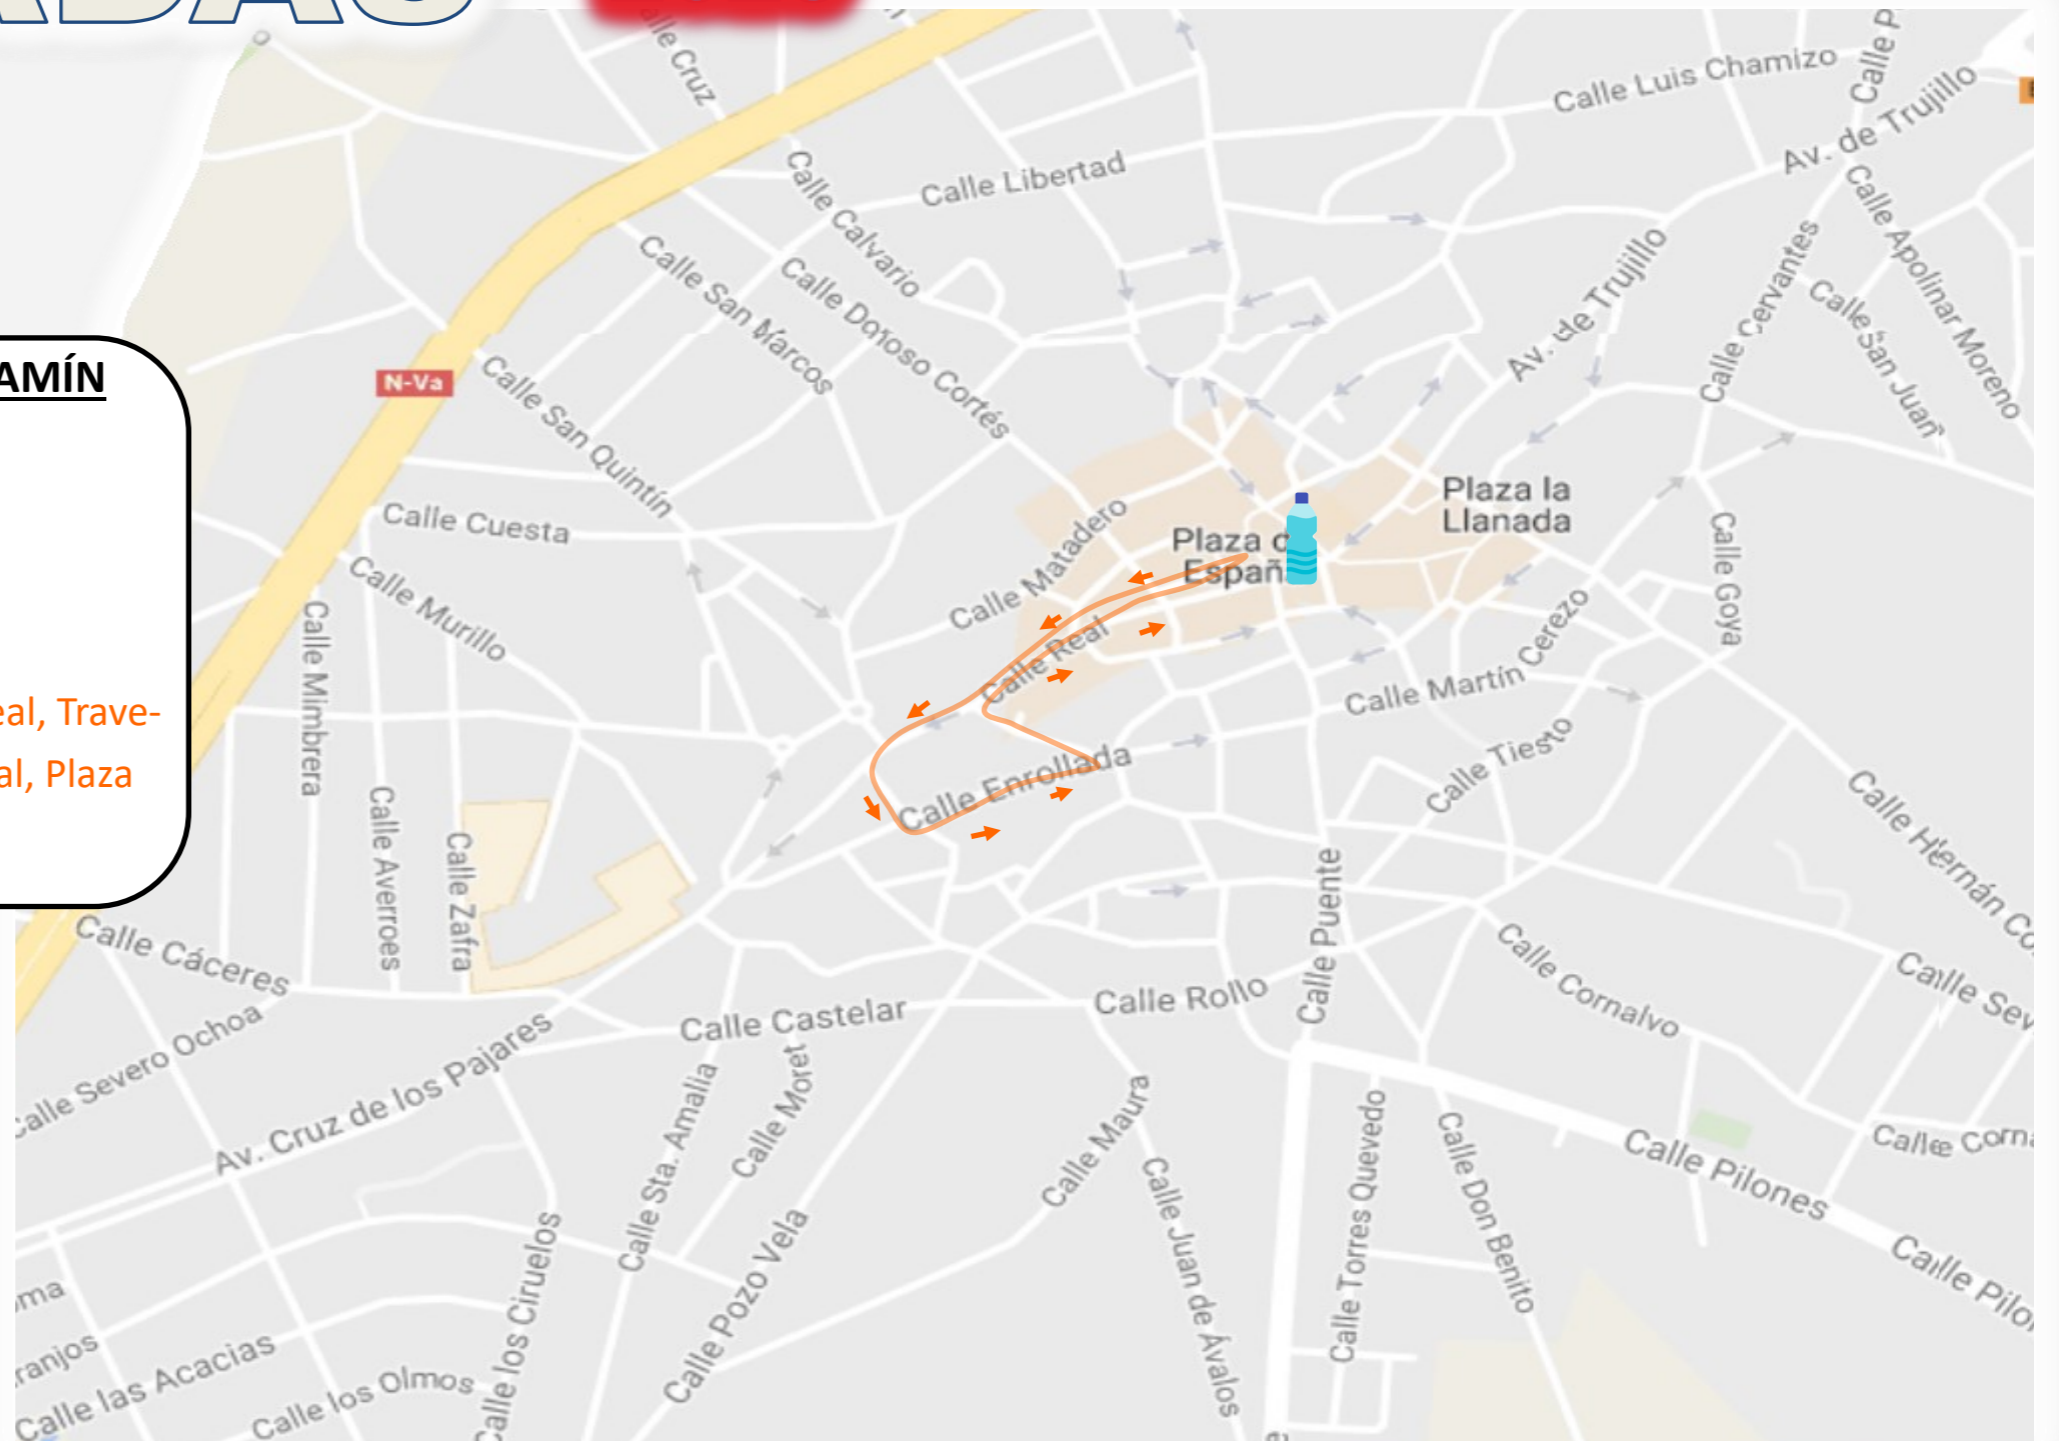 AMÍN
eal, Trave-
al, Plaza
N-Va
Calle Cruz
Calle Luis Chamizo
Calle P
Av. de Trujillo
Calle Libertad
Calle Calvario
Calle Apolinar Moreno
Calle San Marcos
Calle Donoso Cortés
Av. de Trujillo
Calle Cervantes
Calle San Juan
Calle San Quintín
Calle Cuesta
Calle Matadero
Plaza d
España
Plaza la
Llanada
Calle Goya
Calle Murillo
Calle Mimbrera
Calle Real
Calle Martín Cerezo
Calle Enrollada
Calle Tiesto
Calle Averroes
Calle Zafra
Calle Hernán Co
Calle Puente
Calle Cáceres
Calle Cornalvo
Calle Sev
Calle Severo Ochoa
Calle Castelar
Calle Rollo
Av. Cruz de los Pajares
Calle Sta. Amalia
Calle Moret
Calle Maura
Calle Torres Quevedo
Calle Don Benito
Calle Pilones
Calle Corna
Calle Juan de Ávalos
Calle Pilo
Calle Pozo Vela
Calle los Ciruelos
oma
ranjos
Calle las Acacias
Calle los Olmos